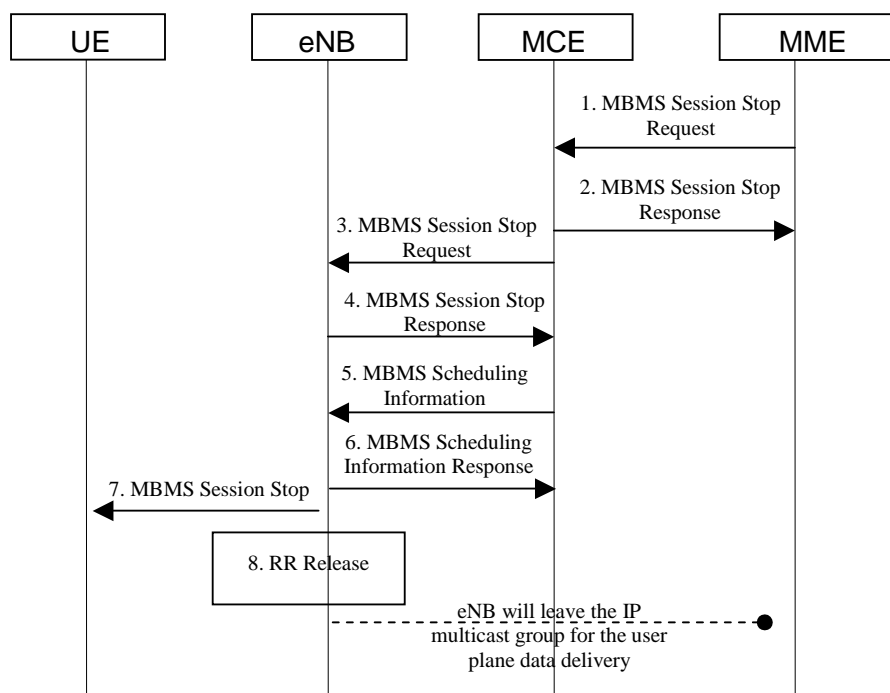 UE
eNB
MCE
MME
1. MBMS Session Stop
Request
2. MBMS Session Stop
Response
3. MBMS Session Stop
Request
4. MBMS Session Stop
Response
5. MBMS Scheduling
Information
6. MBMS Scheduling
Information Response
7. MBMS Session Stop
8. RR Release
eNB will leave the IP
multicast group for the user
plane data delivery